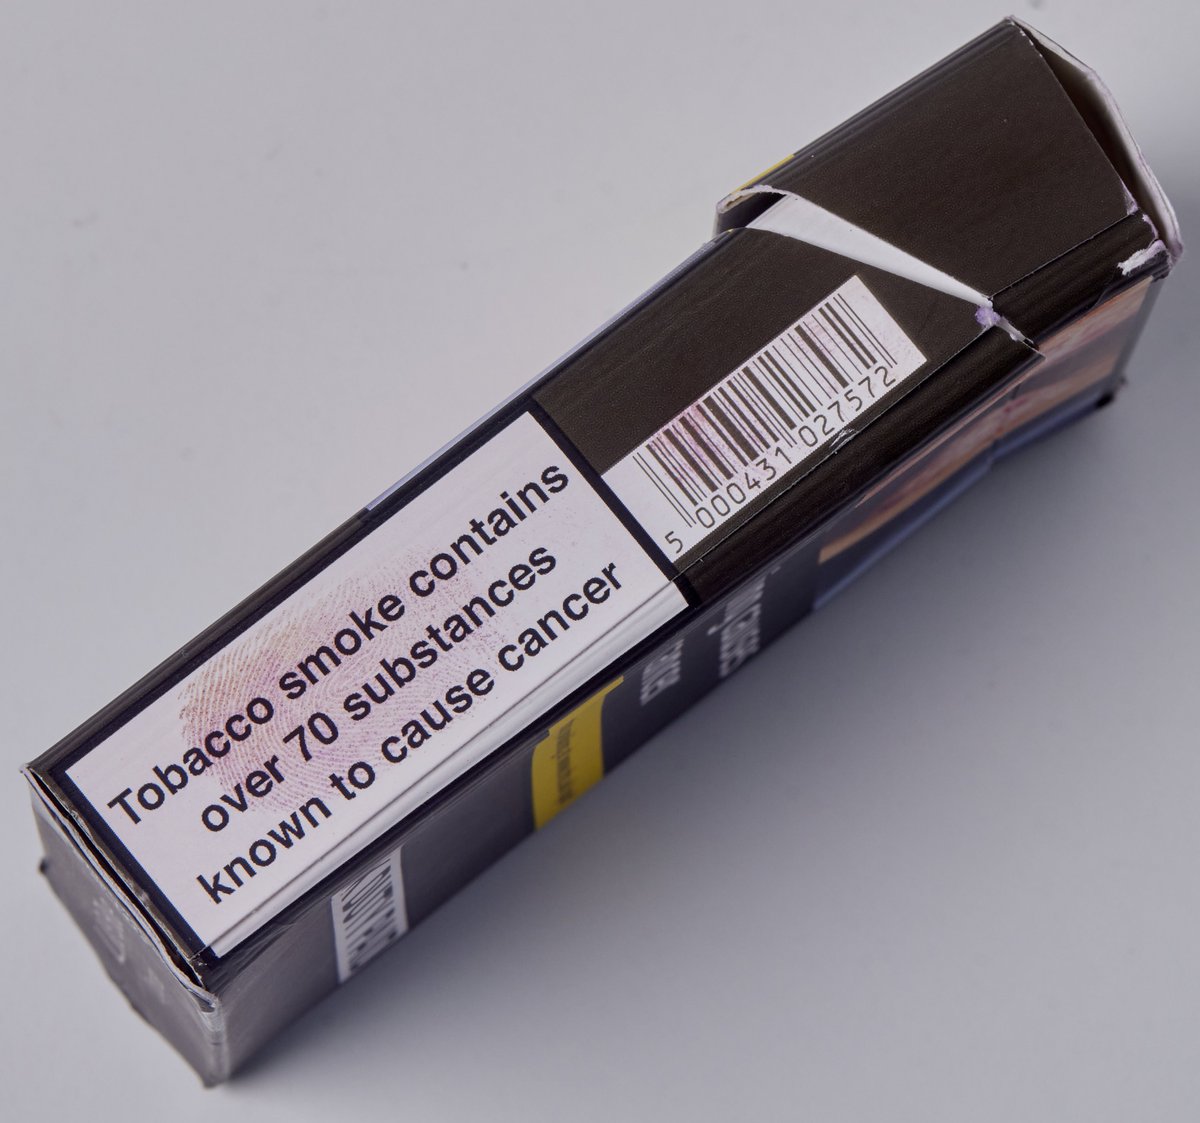 Tobacco smoke contains
over 70 substances
known to cause cancer
5 000431 027572